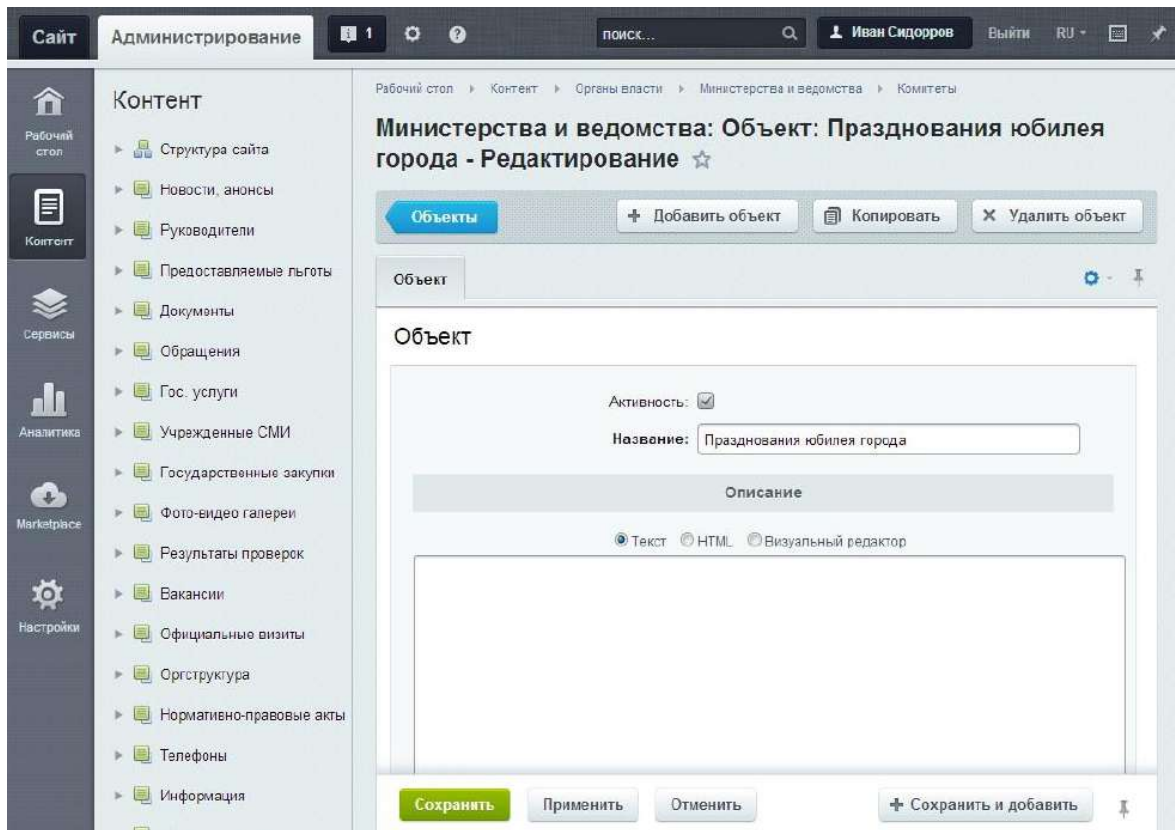 Сайт
Администрирование
1
поиск...
Иван Сидорров
Выйти
RU
Рабочий стол
Контент
Сервисы
Аналитика
Marketplace
Настройки
Контент
Структура сайта
Новости, анонсы
Руководители
Предоставляемые льготы
Документы
Обращения
Гос. услуги
Учрежденные СМИ
Государственные закупки
Фото-видео галереи
Результаты проверок
Вакансии
Официальные визиты
Оргструктура
Нормативно-правовые акты
Телефоны
Информация
Рабочий стол Контент Органы власти Министерства и ведомства Комитеты
Министерства и ведомства: Объект: Празднования юбилея
города - Редактирование
Объекты
Добавить объект
Копировать
Удалить объект
Объект
Объект
Активность:
Название: Празднования юбилея города
Описание
Текст HTML Визуальный редактор
Сохранить
Применить
Отменить
Сохранить и добавить